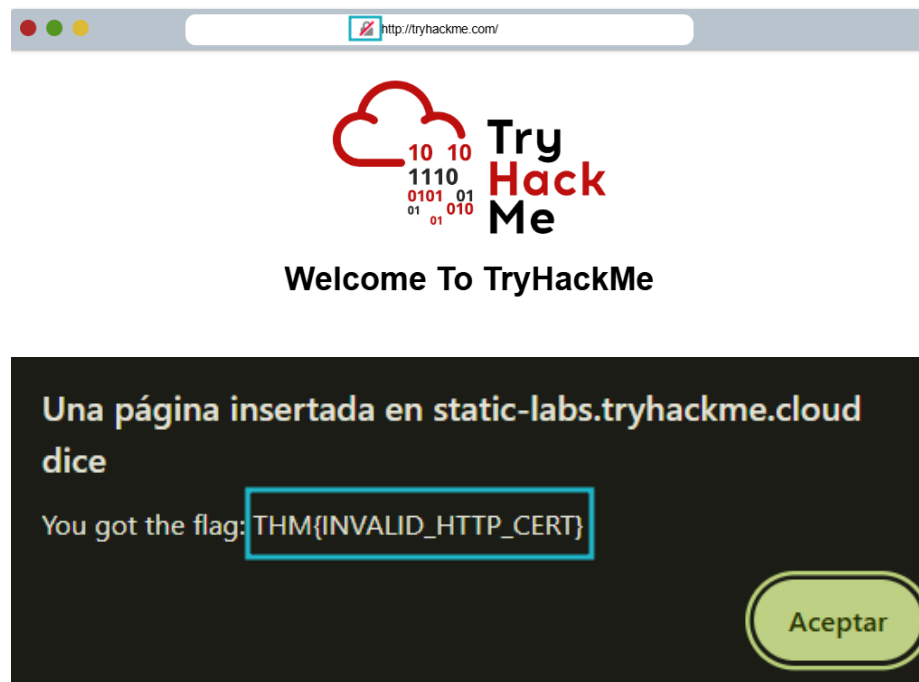 http://tryhackme.com/
10 10
1110
0101 01
01 010
01
Try
Hack
Me
Welcome To TryHackMe
Una página insertada en static-labs.tryhackme.cloud
dice
You got the flag: THM{INVALID_HTTP_CERT}
Aceptar